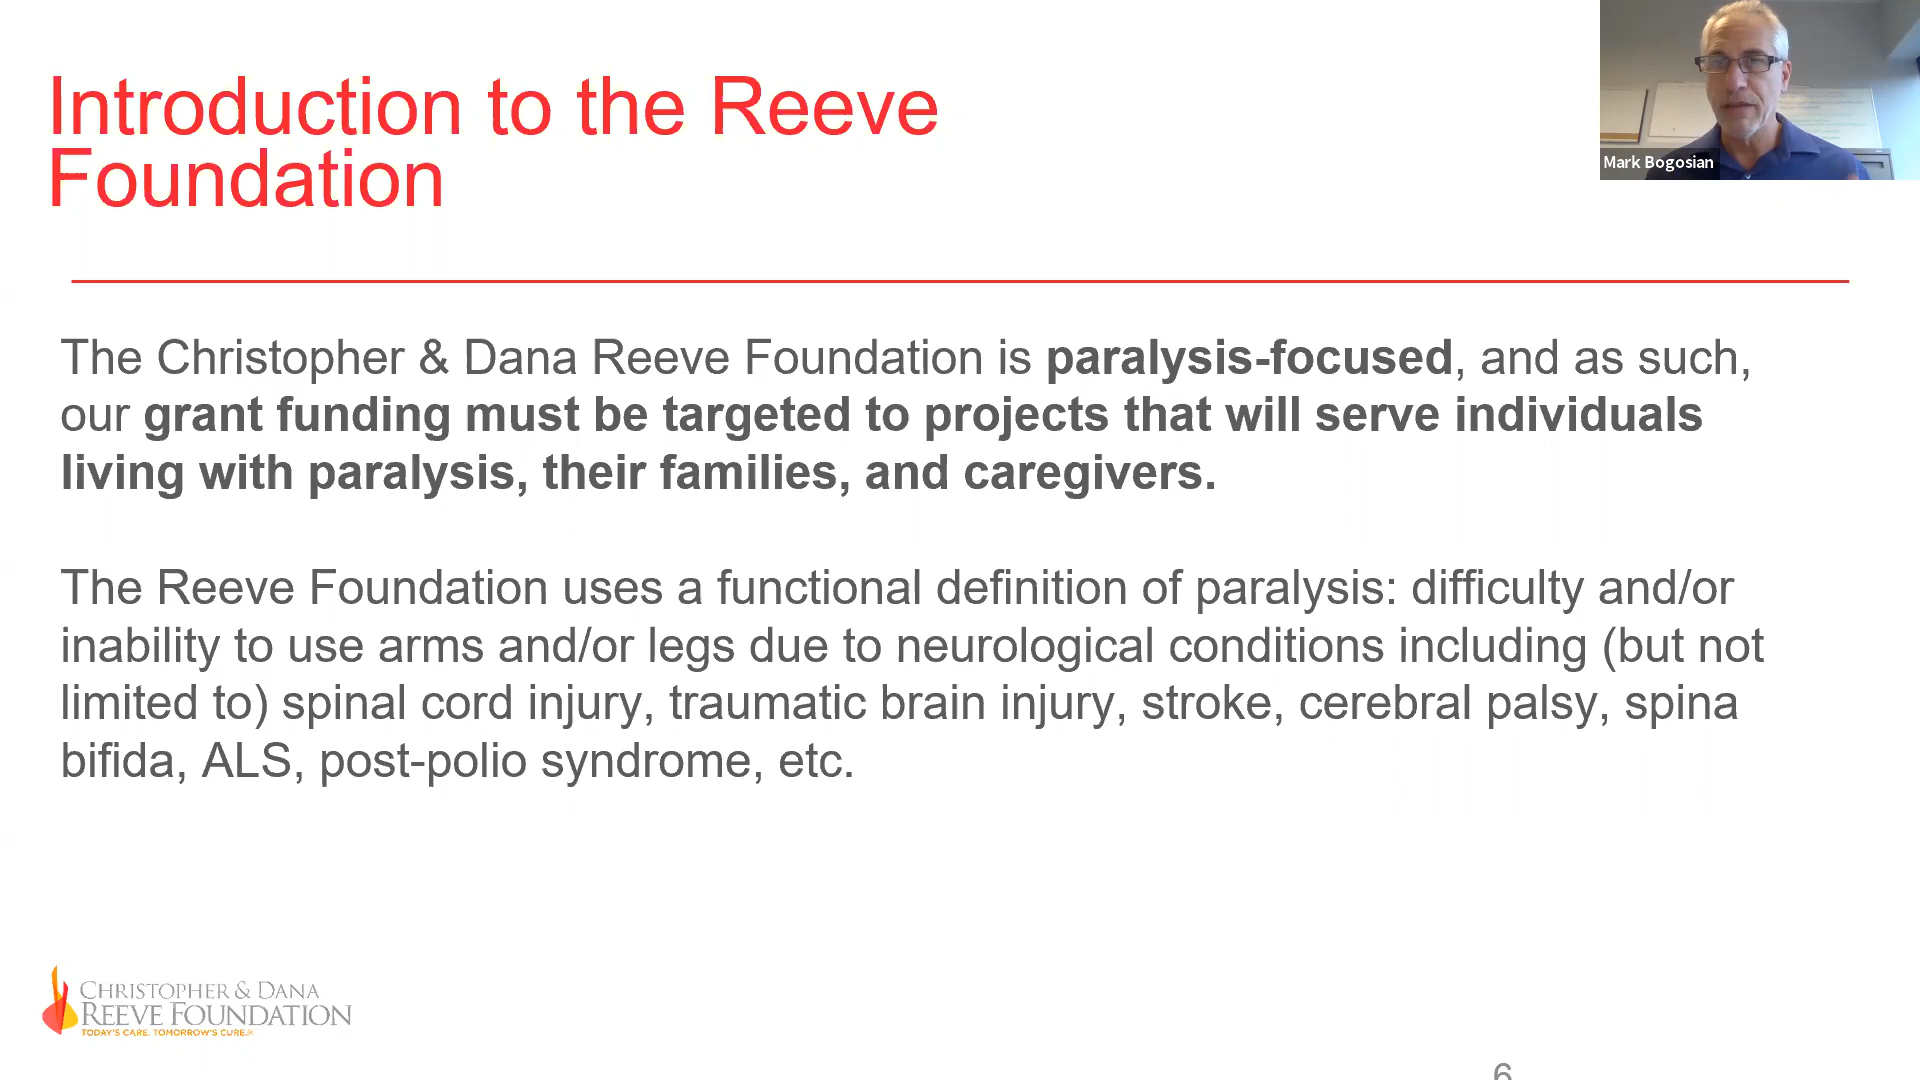 Introduction to the Reeve
Foundation
Mark Bogosian
The Christopher & Dana Reeve Foundation is paralysis-focused, and as such,
our grant funding must be targeted to projects that will serve individuals
living with paralysis, their families, and caregivers.
The Reeve Foundation uses a functional definition of paralysis: difficulty and/or
inability to use arms and/or legs due to neurological conditions including (but not
limited to) spinal cord injury, traumatic brain injury, stroke, cerebral palsy, spina
bifida, ALS, post-polio syndrome, etc.
CHRISTOPHER & DANA
REEVE FOUNDATION
TODAY'S CARE. TOMORROW'S CURE.®
6